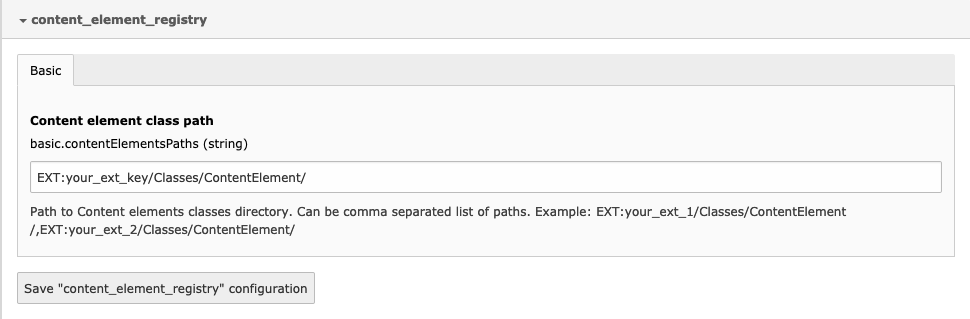 content_element_registry
Basic
Content element class path
basic.contentElementsPaths (string)
EXT:your_ext_key/Classes/ContentElement/
Path to Content elements classes directory. Can be comma separated list of paths. Example: EXT:your_ext_1/Classes/ContentElement
/,EXT:your_ext_2/Classes/ContentElement/
Save "content_element_registry" configuration